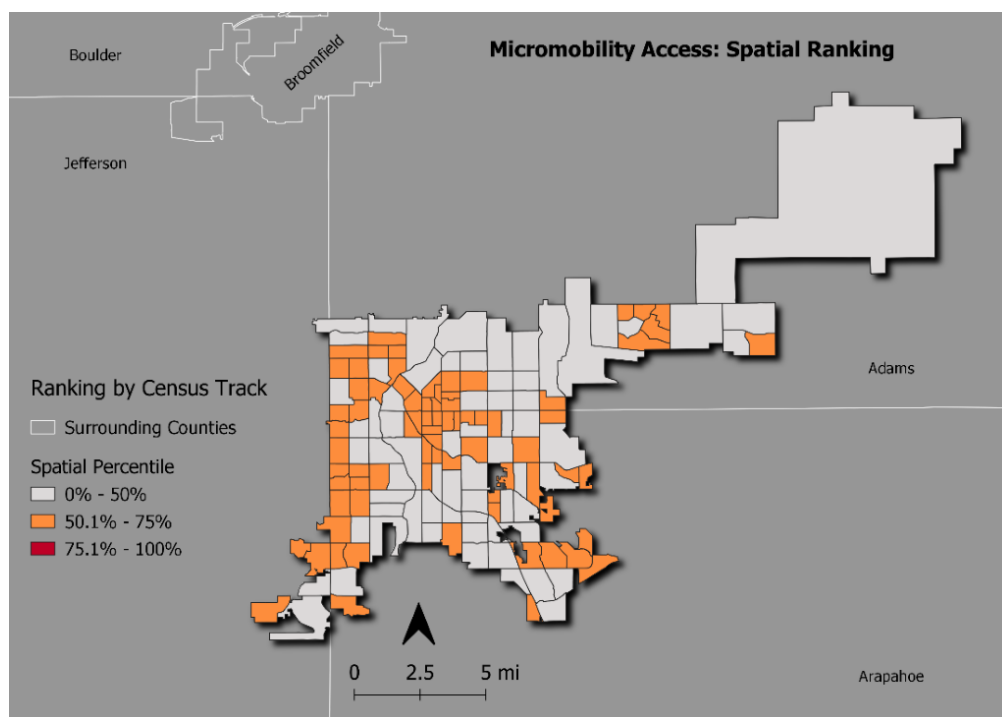 Micromobility Access: Spatial Ranking
Boulder
Broomfield
Jefferson
Adams
Ranking by Census Track
Surrounding Counties
Spatial Percentile
0% - 50%
50.1% - 75%
75.1% - 100%
0 2.5 5 mi
Arapahoe